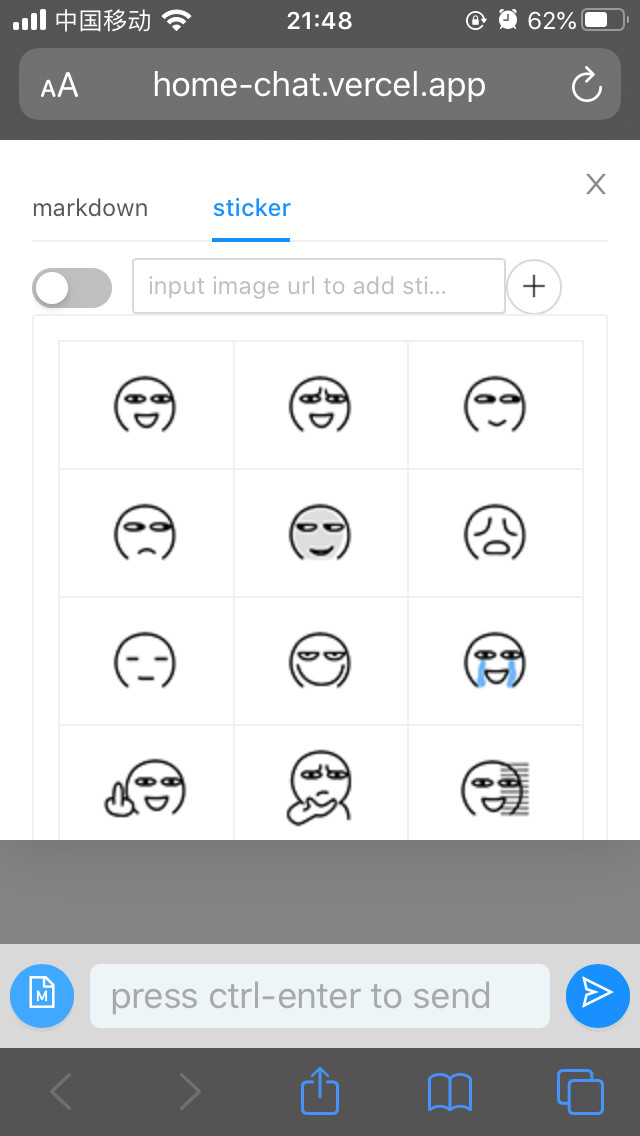 中国移动 21:48 62%
AA home-chat.vercel.app
X
markdown sticker
input image url to add sti...
M press ctrl-enter to send